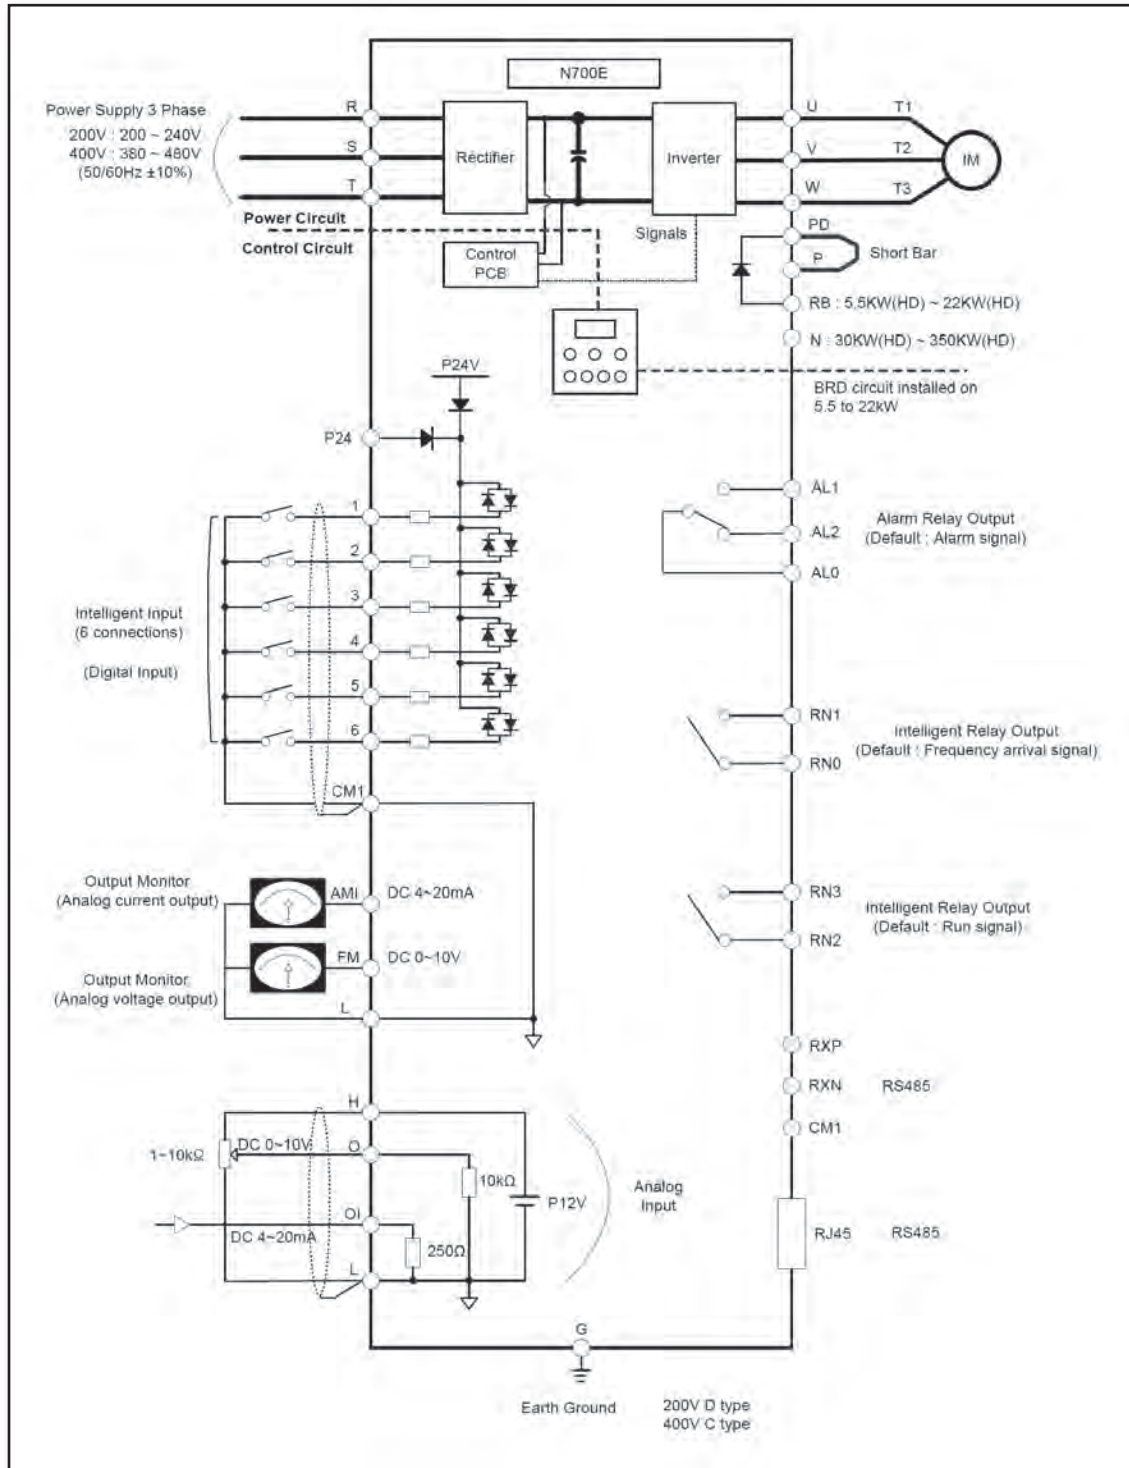 N700E
Power Supply 3 Phase
200V : 200 ~ 240V
400V : 380 ~ 480V
(50/60Hz ±10%)
R
S
T
Rectifier
Inverter
U
V
W
T1
T2
T3
IM
Power Circuit
Control Circuit
Control
PCB
Signals
PD
P
Short Bar
RB : 5.5KW(HD) ~ 22KW(HD)
N : 30KW(HD) ~ 350KW(HD)
BRD circuit installed on
5.5 to 22kW
P24V
P24
1
2
3
4
5
6
CM1
Intelligent Input
(6 connections)
(Digital Input)
AL1
AL2
AL0
Alarm Relay Output
(Default : Alarm signal)
RN1
RN0
Intelligent Relay Output
(Default : Frequency arrival signal)
Output Monitor
(Analog current output)
AMI
DC 4~20mA
FM
DC 0~10V
Output Monitor
(Analog voltage output)
L
RN3
RN2
Intelligent Relay Output
(Default : Run signal)
RXP
RXN
RS485
CM1
H
DC 0~10V
O
1~10kΩ
10kΩ
P12V
Analog
Input
OI
DC 4~20mA
250Ω
L
RJ45
RS485
G
Earth Ground
200V D type
400V C type